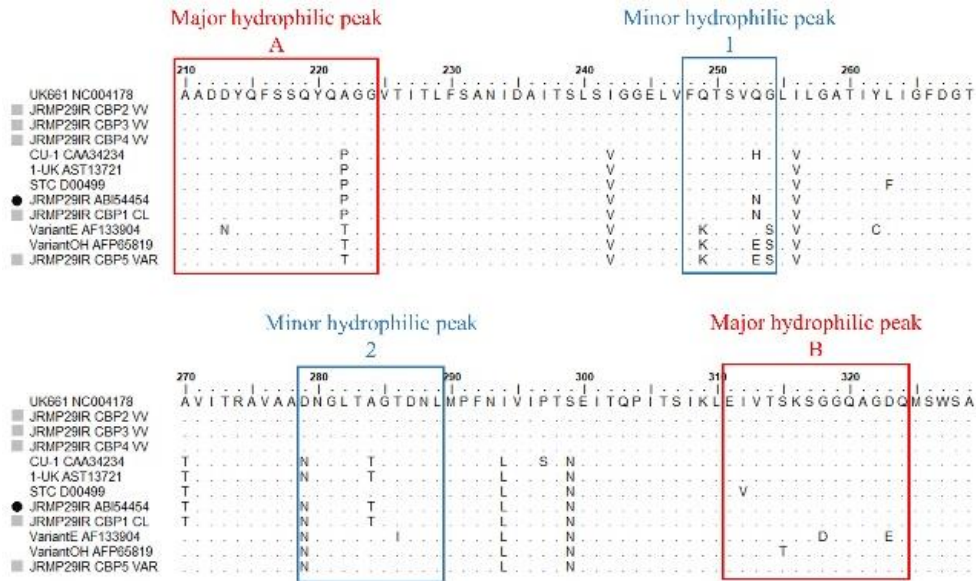 Major hydrophilic peak
A
Minor hydrophilic peak
1
210 220 230 240 250 260
UK661 NC004178 AADDYQFSSQYQAGGVTITLFSANIDAITSLSIGGELVFQTSVQGLILGATIYLIGFDGT
JRMP29IR CBP2 VV
JRMP29IR CBP3 VV
JRMP29IR CBP4 VV
CU-1 CAA34234 P V H V
1-UK AST13721 P V V
STC D00499 P V V F
JRMP29IR ABI54454 P V N V
JRMP29IR CBP1 CL P V N V
VariantE AF133904 N T V K S V C
VariantOH AFP65819 T V K E S V
JRMP29IR CBP5 VAR T V K E S V
Minor hydrophilic peak
2
Major hydrophilic peak
B
270 280 290 300 310 320
UK661 NC004178 AVITRAVAADNGLTAGTDNLMPFNIVIPTSEITQPITSIKLEIVTSKSGGQAGDQMSWSA
JRMP29IR CBP2 VV
JRMP29IR CBP3 VV
JRMP29IR CBP4 VV
CU-1 CAA34234 T N T L S N
1-UK AST13721 T N T L N
STC D00499 T L N V
JRMP29IR ABI54454 T N T L N
JRMP29IR CBP1 CL T N T L N
VariantE AF133904 N I L N D E
VariantOH AFP65819 N L N T
JRMP29IR CBP5 VAR N L N